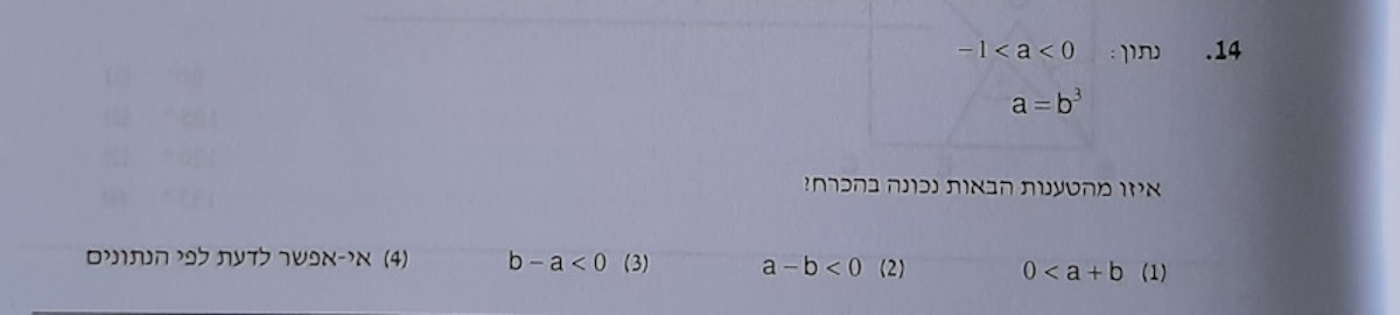 .14 נתון: -1 < a < 0
a = b³
איזו מהטענות הבאות נכונה בהכרח?
(1) 0 < a + b (2) a - b < 0 (3) b - a < 0 (4) אי-אפשר לדעת לפי הנתונים